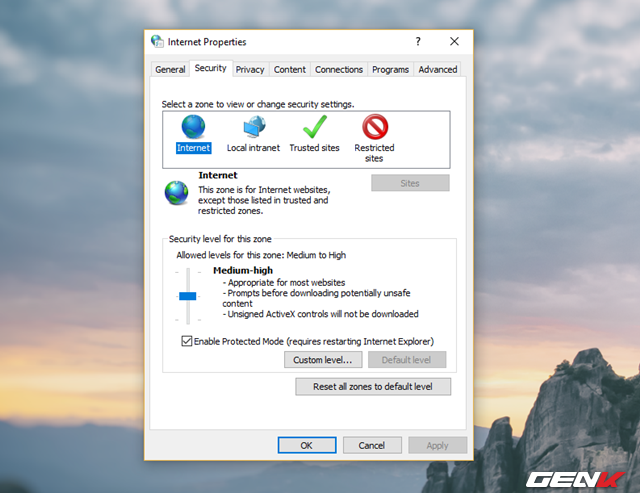 Internet Properties
?
General Security Privacy Content Connections Programs Advanced
Select a zone to view or change security settings.
Internet
Local intranet
Trusted sites
Restricted
sites
Internet
Sites
This zone is for Internet websites,
except those listed in trusted and
restricted zones.
Security level for this zone
Allowed levels for this zone: Medium to High
Medium-high
- Appropriate for most websites
- Prompts before downloading potentially unsafe
content
- Unsigned ActiveX controls will not be downloaded
Enable Protected Mode (requires restarting Internet Explorer)
Custom level...
Default level
Reset all zones to default level
OK
Cancel
Apply
GENK